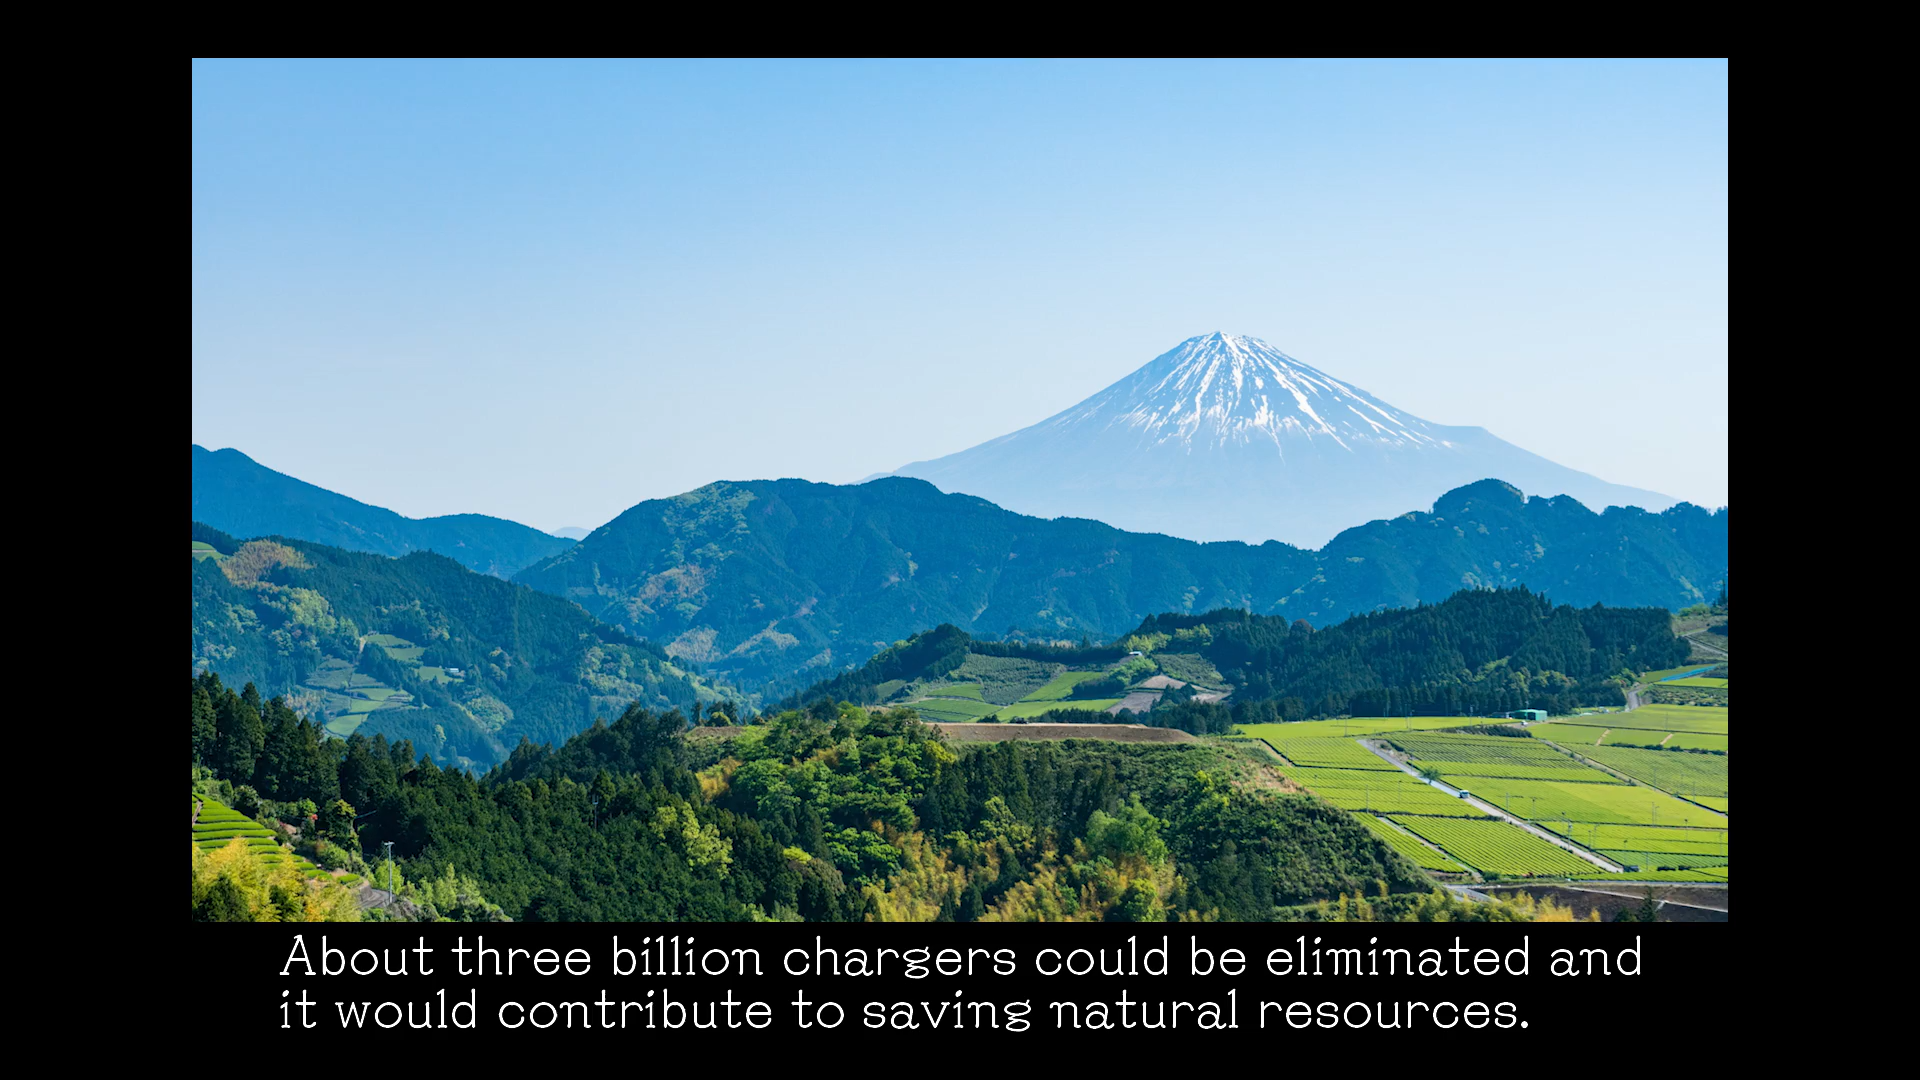 About three billion chargers could be eliminated and
it would contribute to saving natural resources.